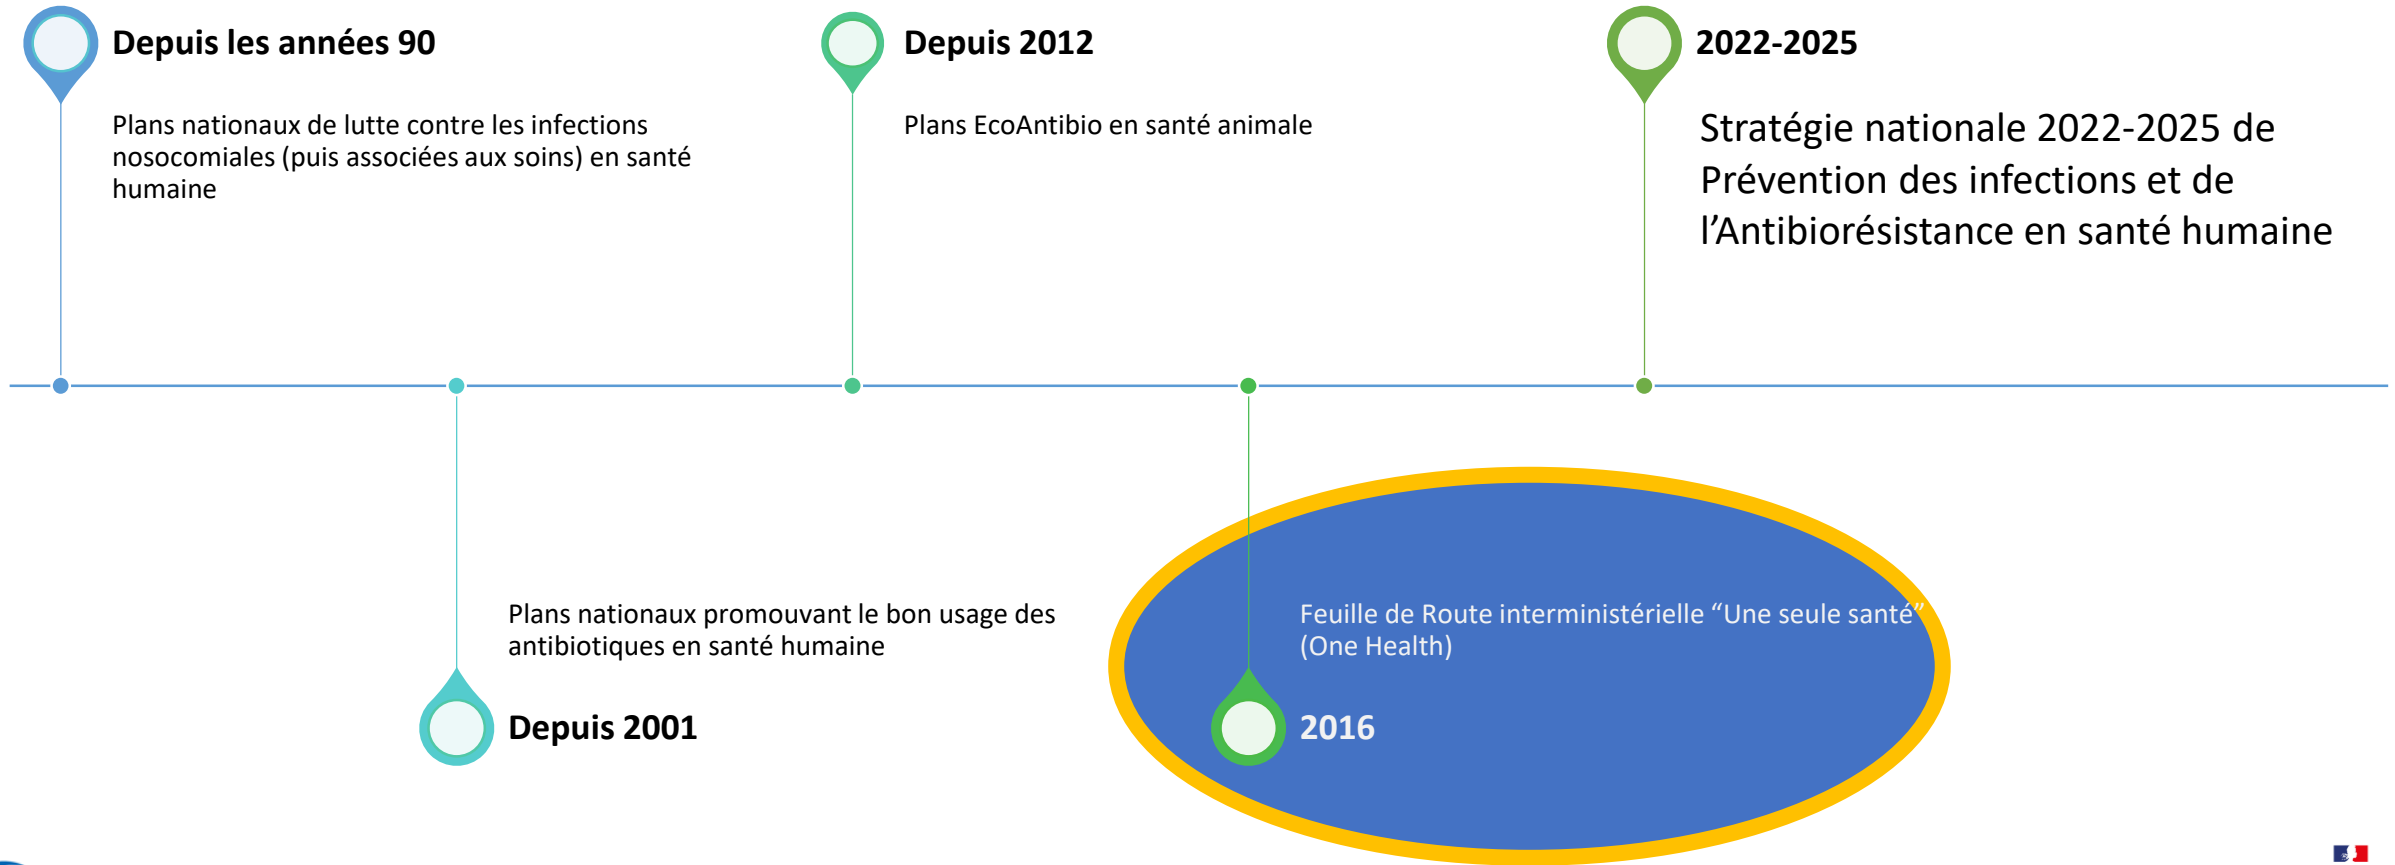 Depuis les années 90
Plans nationaux de lutte contre les infections
nosocomiales (puis associées aux soins) en santé
humaine
Plans nationaux promouvant le bon usage des
antibiotiques en santé humaine
Depuis 2001
Depuis 2012
Plans EcoAntibio en santé animale
Feuille de Route interministérielle “Une seule santé”
(One Health)
2016
2022-2025
Stratégie nationale 2022-2025 de
Prévention des infections et de
l’Antibiorésistance en santé humaine